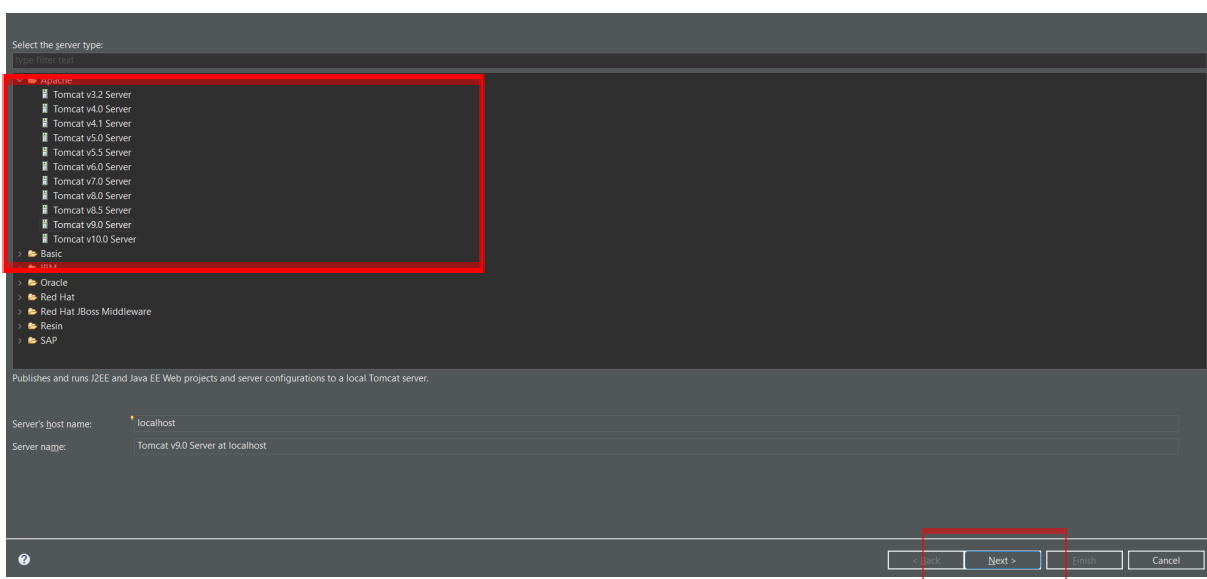 Select the server type:
type filter text
Apache
Tomcat v3.2 Server
Tomcat v4.0 Server
Tomcat v4.1 Server
Tomcat v5.0 Server
Tomcat v5.5 Server
Tomcat v6.0 Server
Tomcat v7.0 Server
Tomcat v8.0 Server
Tomcat v8.5 Server
Tomcat v9.0 Server
Tomcat v10.0 Server
Basic
IBM
Oracle
Red Hat
Red Hat JBoss Middleware
Resin
SAP
Publishes and runs J2EE and Java EE Web projects and server configurations to a local Tomcat server.
Server's host name: localhost
Server name: Tomcat v9.0 Server at localhost
< Back Next > Finish Cancel